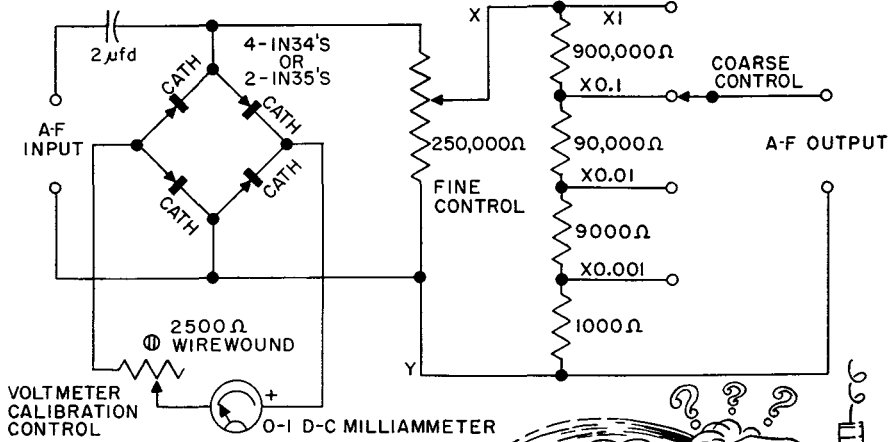 2 μfd
4-IN34'S
OR
2-IN35'S
CATH
CATH
CATH
CATH
A-F
INPUT
250,000Ω
FINE
CONTROL
X
X1
900,000Ω
X0.1
COARSE
CONTROL
90,000Ω
A-F OUTPUT
X0.01
9000Ω
X0.001
1000Ω
Y
2500Ω
WIREWOUND
VOLTMETER
CALIBRATION
CONTROL
+
0-1 D-C MILLIAMMETER
? ? ?